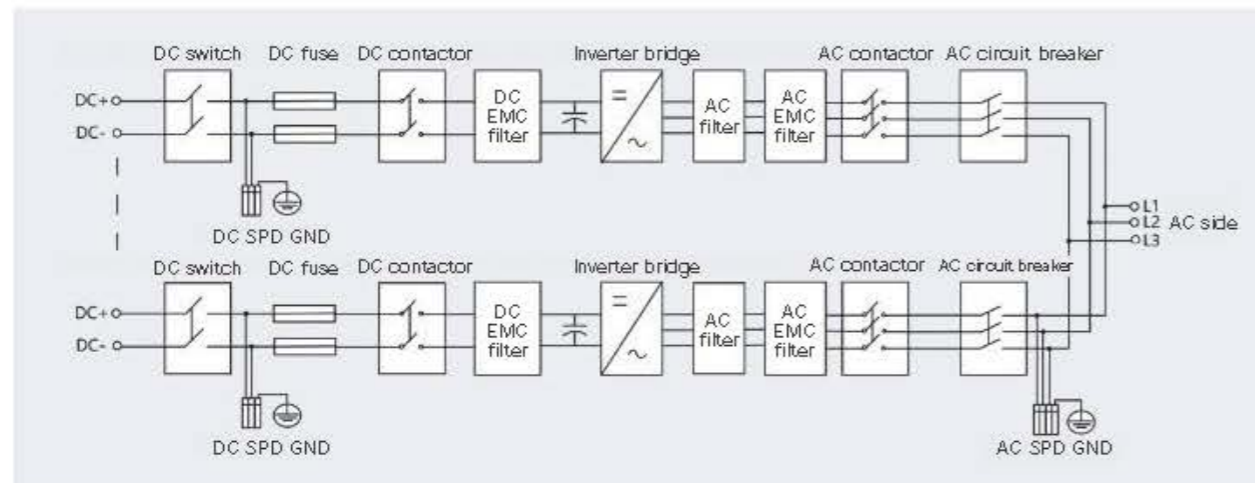 DC switch DC fuse DC contactor Inverter bridge AC contactor AC circuit breaker
DC+
DC-
DC
EMC
filter
=
~
AC
filter
AC
EMC
filter
DC SPD GND
L1
L2 AC side
L3
DC switch DC fuse DC contactor Inverter bridge AC contactor AC circuit breaker
DC+
DC-
DC
EMC
filter
=
~
AC
filter
AC
EMC
filter
DC SPD GND AC SPD GND